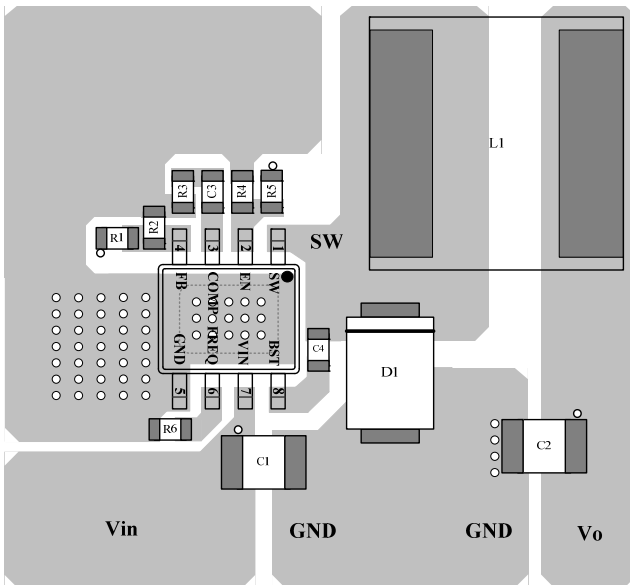 L1
R3
C3
R4
R5
R2
R1
SW
4
3
2
1
FB
COMP
EN
SW
GND
FREQ
VIN
BST
5
6
7
8
C4
D1
R6
C1
C2
Vin
GND
GND
Vo